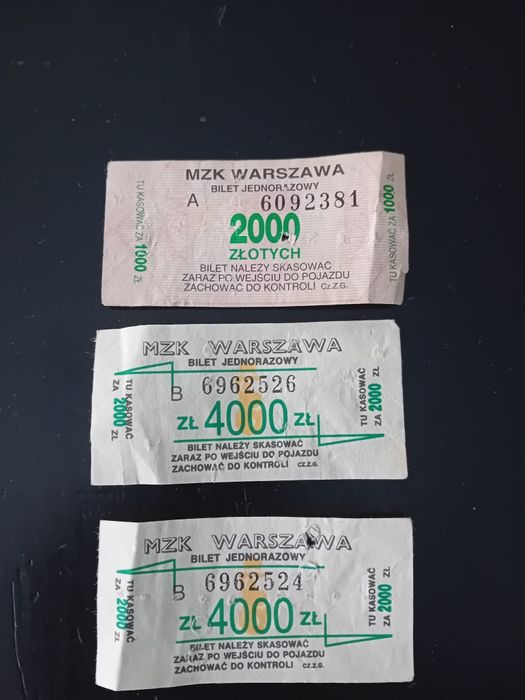 MZK WARSZAWA
BILET JEDNORAZOWY
A 6092381
2000
ZŁOTYCH
BILET NALEŻY SKASOWAĆ
ZARAZ PO WEJŚCIU DO POJAZDU
ZACHOWAĆ DO KONTROLI Cz.Z.G.
TU KASOWAĆ ZA 1000 ZŁ
TU KASOWAĆ ZA 1000 ZŁ
MZK WARSZAWA
BILET JEDNORAZOWY
B 6962526
ZŁ 4000 ZŁ
BILET NALEŻY SKASOWAĆ
ZARAZ PO WEJŚCIU DO POJAZDU
ZACHOWAĆ DO KONTROLI CZ.Z.G.
TU KASOWAĆ
ZA 2000 ZŁ
TU KASOWAĆ
ZA 2000 ZŁ
MZK WARSZAWA
BILET JEDNORAZOWY
B 6962524
ZŁ 4000 ZŁ
BILET NALEŻY SKASOWAĆ
ZARAZ PO WEJŚCIU DO POJAZDU
ZACHOWAĆ DO KONTROLI CZ.Z.G.
TU KASOWAĆ
ZA 2000 ZŁ
TU KASOWAĆ
ZA 2000 ZŁ